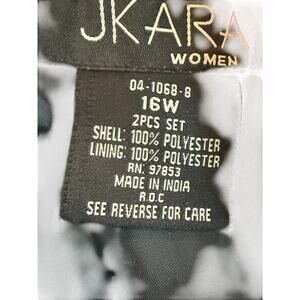 JKARA
WOMEN
04-1068-8
16W
2PCS SET
SHELL: 100% POLYESTER
LINING: 100% POLYESTER
RN: 97853
MADE IN INDIA
R.O.C
SEE REVERSE FOR CARE